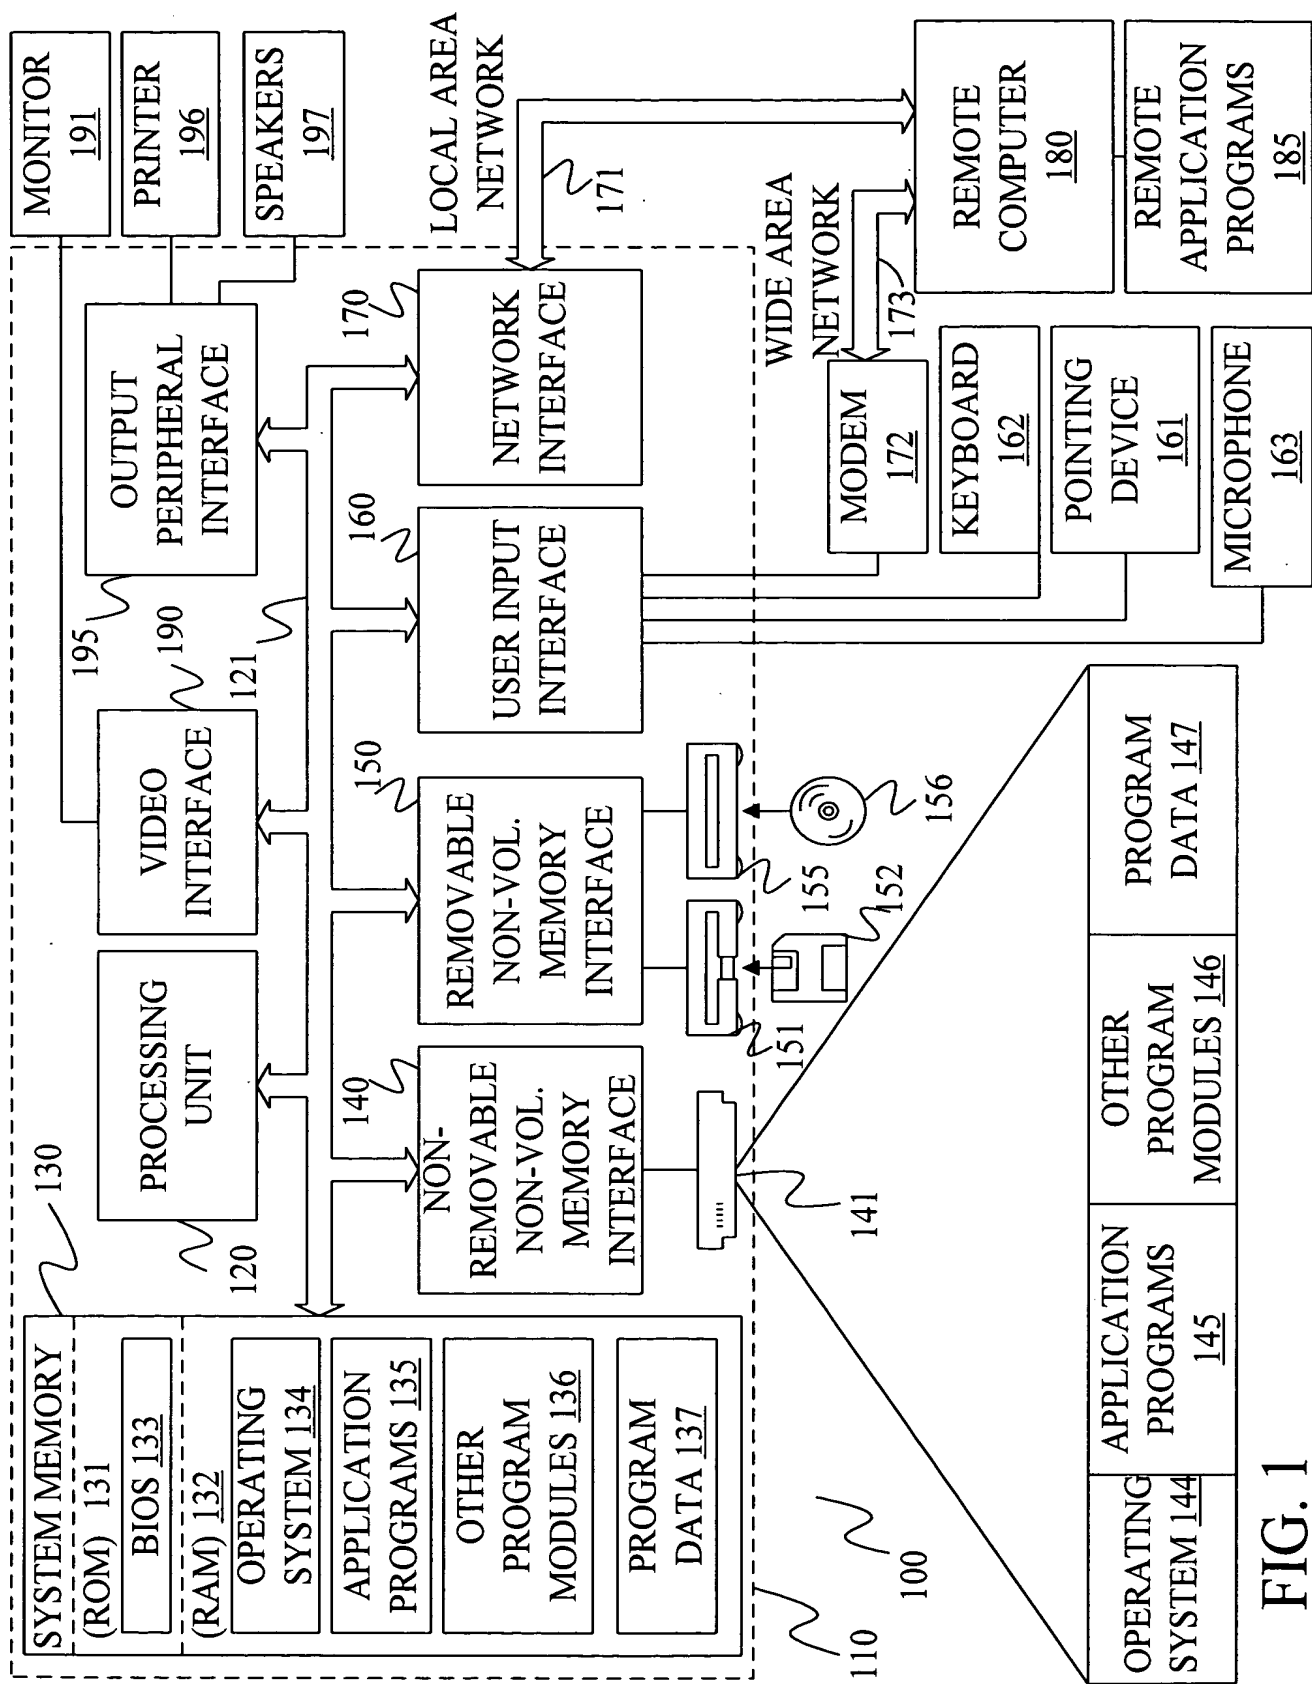 SYSTEM MEMORY
130
(ROM) 131
BIOS 133
(RAM) 132
OPERATING
SYSTEM 134
APPLICATION
PROGRAMS 135
OTHER
PROGRAM
MODULES 136
PROGRAM
DATA 137
PROCESSING
UNIT
120
VIDEO
INTERFACE
190
OUTPUT
PERIPHERAL
INTERFACE
195
121
MONITOR
191
PRINTER
196
SPEAKERS
197
NON-
REMOVABLE
NON-VOL.
MEMORY
INTERFACE
140
REMOVABLE
NON-VOL.
MEMORY
INTERFACE
150
USER INPUT
INTERFACE
160
NETWORK
INTERFACE
170
LOCAL AREA
NETWORK
171
141
151
152
155
156
WIDE AREA
NETWORK
173
MODEM
172
KEYBOARD
162
POINTING
DEVICE
161
MICROPHONE
163
REMOTE
COMPUTER
180
REMOTE
APPLICATION
PROGRAMS
185
110
100
OPERATING
SYSTEM 144
APPLICATION
PROGRAMS
145
OTHER
PROGRAM
MODULES 146
PROGRAM
DATA 147
FIG. 1